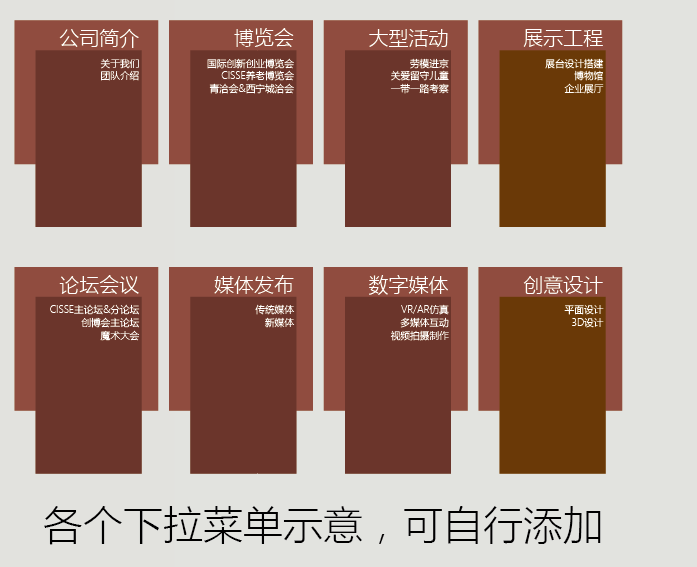 公司简介
关于我们
团队介绍
博览会
国际创新创业博览会
CISSE养老博览会
青洽会&西宁城洽会
大型活动
劳模进京
关爱留守儿童
一带一路考察
展示工程
展台设计搭建
博物馆
企业展厅
论坛会议
CISSE主论坛&分论坛
创博会主论坛
魔术大会
媒体发布
传统媒体
新媒体
数字媒体
VR/AR仿真
多媒体互动
视频拍摄制作
创意设计
平面设计
3D设计
各个下拉菜单示意，可自行添加